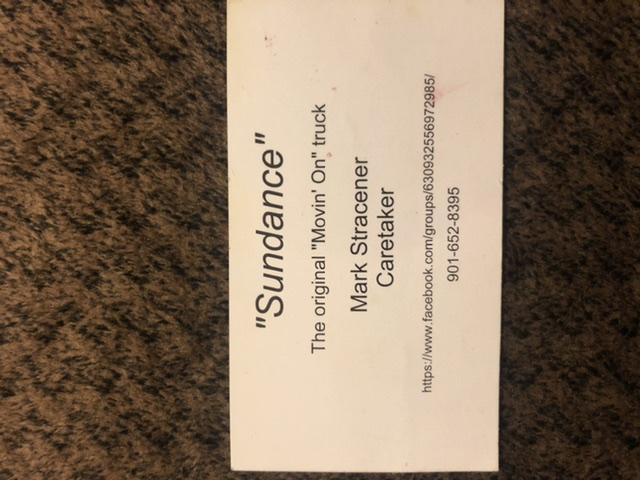 "Sundance"
The original "Movin' On" truck
Mark Stracener
Caretaker
https://www.facebook.com/groups/630932556972985/
901-652-8395